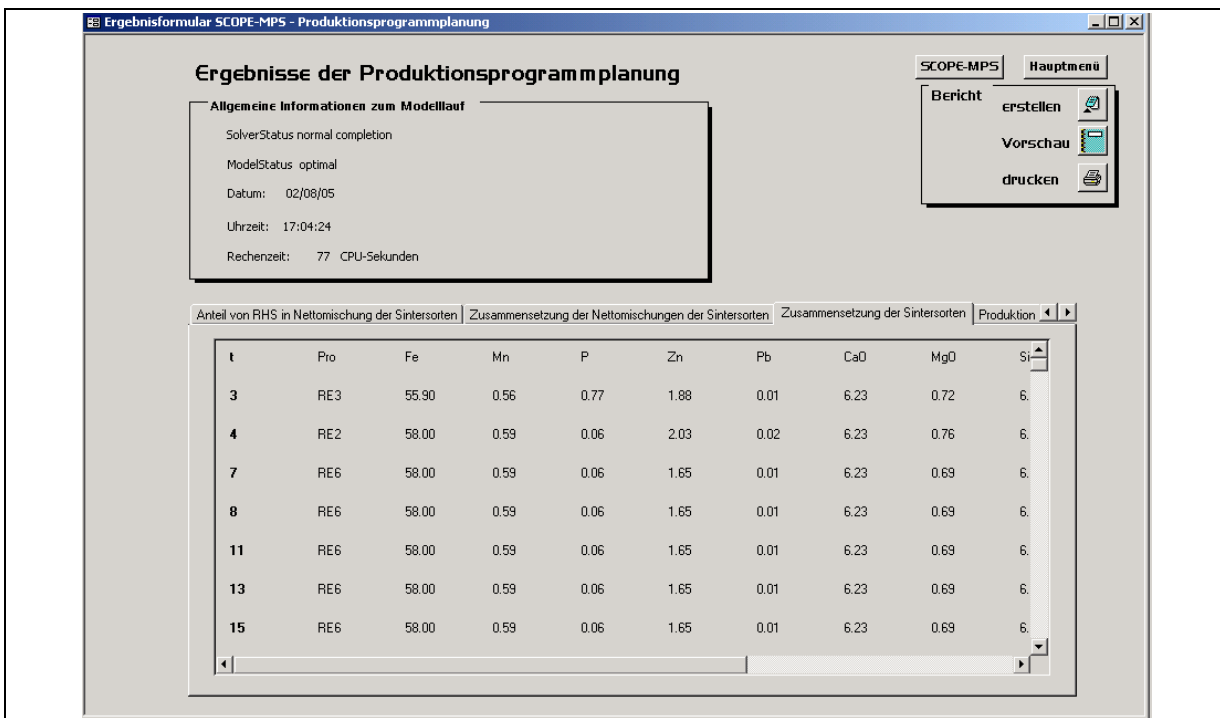 Ergebnisformular SCOPE-MPS - Produktionsprogrammplanung
Ergebnisse der Produktionsprogrammplanung
SCOPE-MPS Hauptmenü
Allgemeine Informationen zum Modelllauf
SolverStatus normal completion
ModelStatus optimal
Datum: 02/08/05
Uhrzeit: 17:04:24
Rechenzeit: 77 CPU-Sekunden
Bericht
erstellen
Vorschau
drucken
Anteil von RHS in Nettomischung der Sintersorten Zusammensetzung der Nettomischungen der Sintersorten Zusammensetzung der Sintersorten Produktion
t Pro Fe Mn P Zn Pb CaO MgO Si
3 RE3 55.90 0.56 0.77 1.88 0.01 6.23 0.72 6.
4 RE2 58.00 0.59 0.06 2.03 0.02 6.23 0.76 6.
7 RE6 58.00 0.59 0.06 1.65 0.01 6.23 0.69 6.
8 RE6 58.00 0.59 0.06 1.65 0.01 6.23 0.69 6.
11 RE6 58.00 0.59 0.06 1.65 0.01 6.23 0.69 6.
13 RE6 58.00 0.59 0.06 1.65 0.01 6.23 0.69 6.
15 RE6 58.00 0.59 0.06 1.65 0.01 6.23 0.69 6.